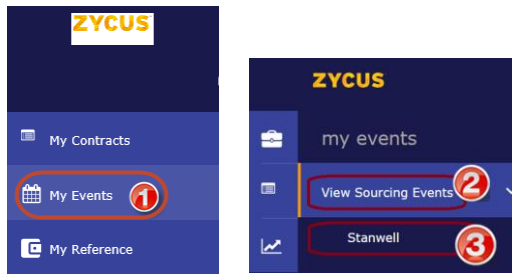 ZYCUS
My Contracts
My Events 1
My Reference
ZYCUS
my events
View Sourcing Events 2
Stanwell 3